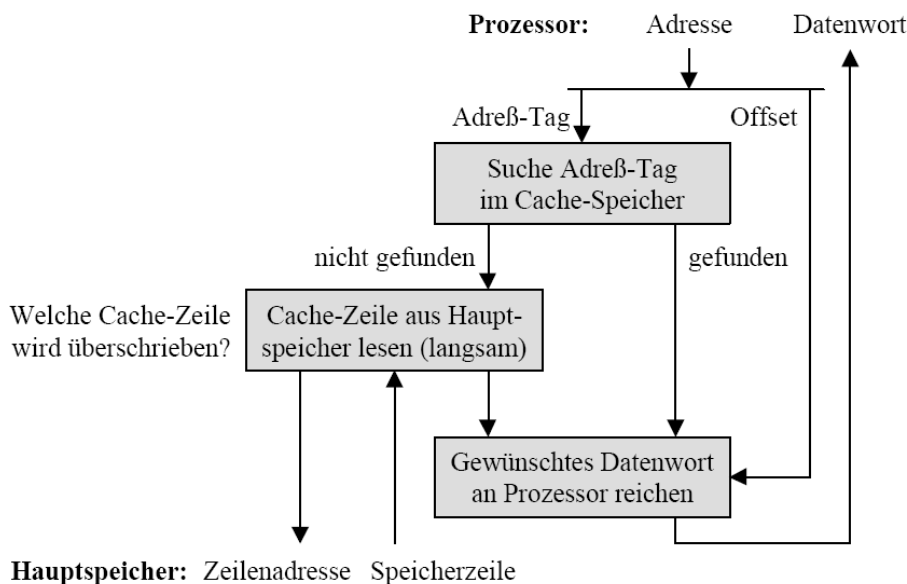 Prozessor: Adresse Datenwort
Adreß-Tag Offset
Suche Adreß-Tag
im Cache-Speicher
nicht gefunden gefunden
Welche Cache-Zeile
wird überschrieben?
Cache-Zeile aus Haupt-
speicher lesen (langsam)
Gewünschtes Datenwort
an Prozessor reichen
Hauptspeicher: Zeilenadresse Speicherzeile